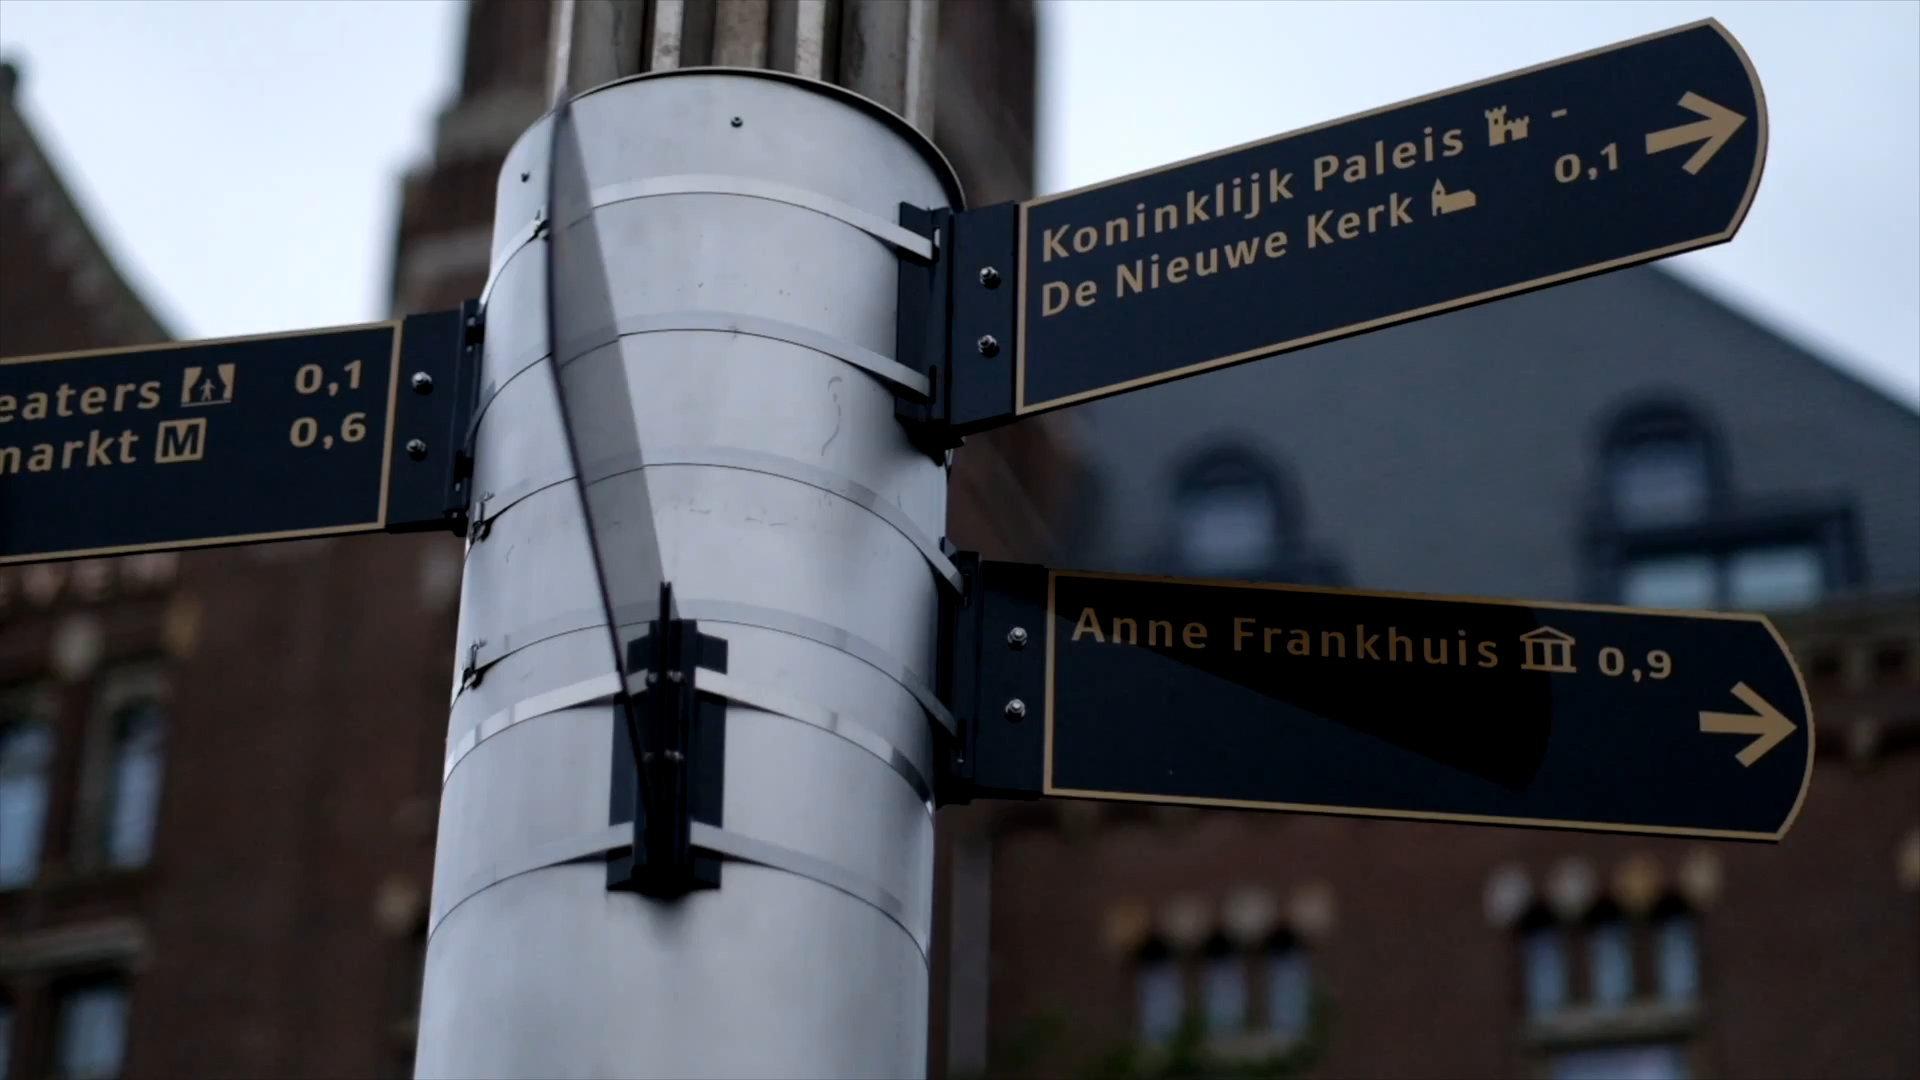 eaters 0,1
markt M 0,6
Koninklijk Paleis -
De Nieuwe Kerk 0,1
Anne Frankhuis 0,9